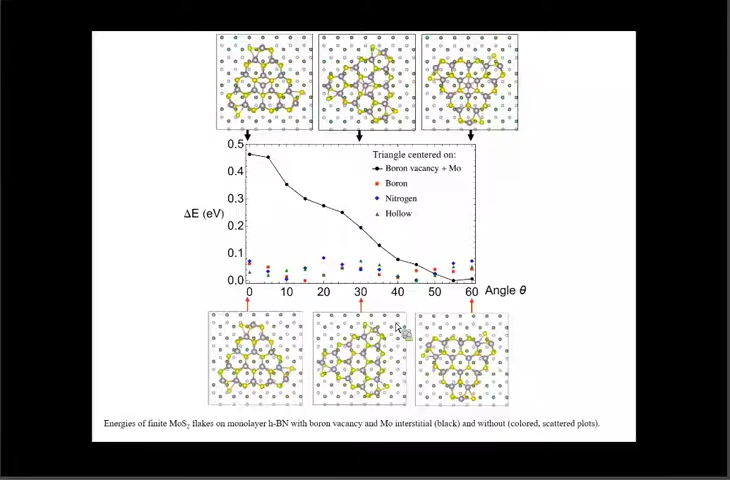 0.5
0.4
0.3
0.2
0.1
0.0
ΔE (eV)
Triangle centered on:
Boron vacancy + Mo
Boron
Nitrogen
Hollow
0 10 20 30 40 50 60 Angle θ
Energies of finite MoS₂ flakes on monolayer h-BN with boron vacancy and Mo interstitial (black) and without (colored, scattered plots).